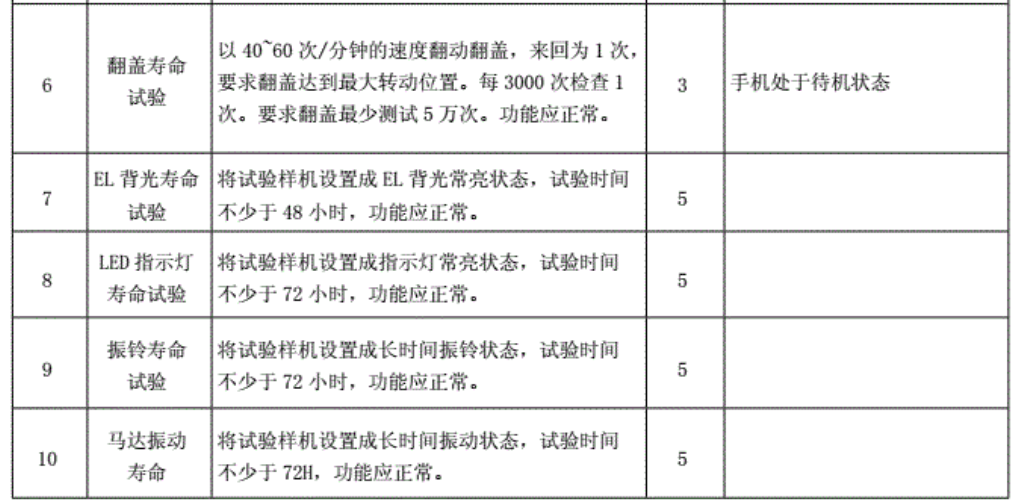 6
翻盖寿命
试验
以 40~60 次/分钟的速度翻动翻盖，来回为 1 次，
要求翻盖达到最大转动位置。每 3000 次检查 1
次。要求翻盖最少测试 5 万次。功能应正常。
3
手机处于待机状态
7
EL 背光寿命
试验
将试验样机设置成 EL 背光常亮状态，试验时间
不少于 48 小时，功能应正常。
5
8
LED 指示灯
寿命试验
将试验样机设置成指示灯常亮状态，试验时间
不少于 72 小时，功能应正常。
5
9
振铃寿命
试验
将试验样机设置成长时间振铃状态，试验时间
不少于 72 小时，功能应正常。
5
10
马达振动
寿命
将试验样机设置成长时间振动状态，试验时间
不少于 72H，功能应正常。
5